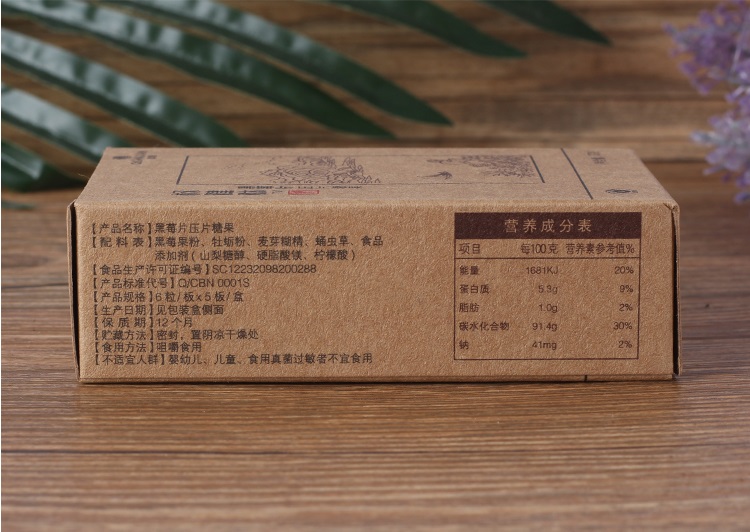 【产品名称】黑莓片压片糖果
【配料表】黑莓果粉、牡蛎粉、麦芽糊精、蛹虫草、食品
添加剂(山梨糖醇、硬脂酸镁、柠檬酸)
【食品生产许可证编号】SC12232098200288
【产品标准代号】Q/CBN 0001S
【产品规格】6粒/板x5板/盒
【生产日期】见包装盒侧面
【保质期】12个月
【贮藏方法】密封，置阴凉干燥处
【食用方法】咀嚼食用
【不适宜人群】婴幼儿、儿童、食用真菌过敏者不宜食用
营养成分表
项目 每100克 营养素参考值%
能量 1681KJ 20%
蛋白质 5.3g 9%
脂肪 1.0g 2%
碳水化合物 91.4g 30%
钠 41mg 2%